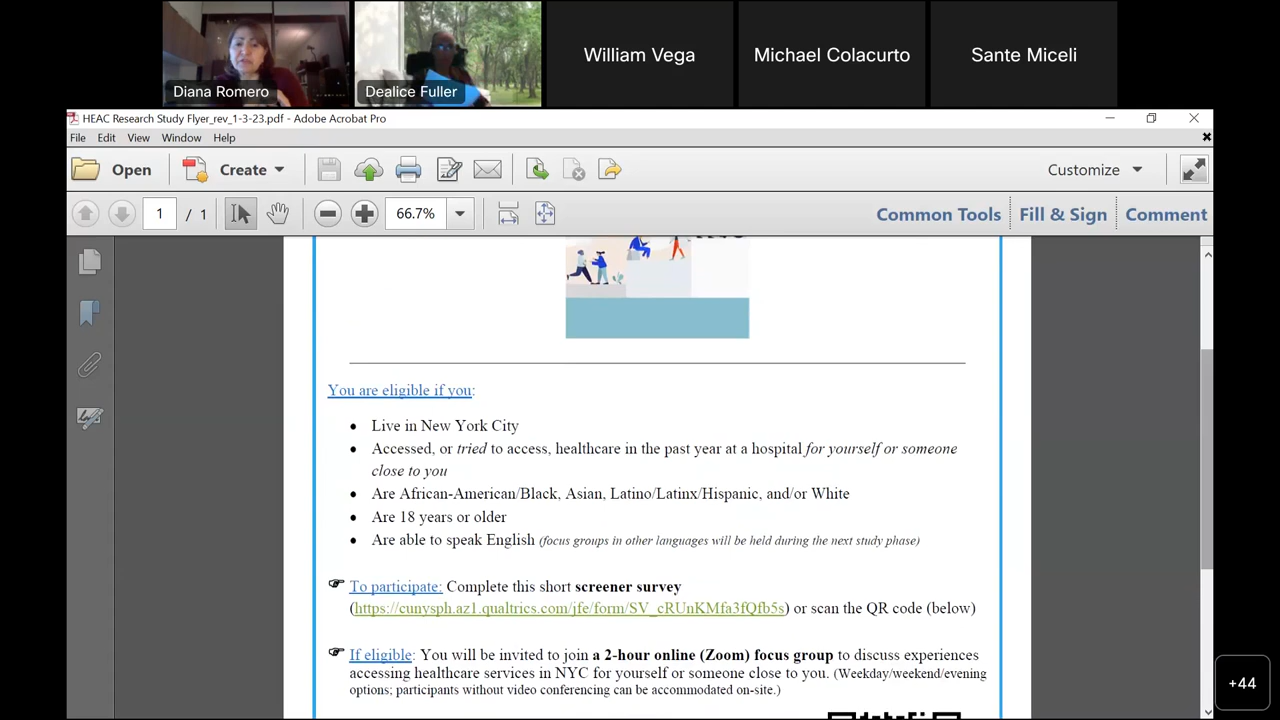 William Vega
Michael Colacurto
Sante Miceli
Diana Romero
Dealice Fuller
HEAC Research Study Flyer_rev_1-3-23.pdf - Adobe Acrobat Pro
File Edit View Window Help
Open
Create
Customize
1 / 1
66.7%
Common Tools
Fill & Sign
Comment
You are eligible if you:
• Live in New York City
• Accessed, or tried to access, healthcare in the past year at a hospital for yourself or someone
close to you
• Are African-American/Black, Asian, Latino/Latinx/Hispanic, and/or White
• Are 18 years or older
• Are able to speak English (focus groups in other languages will be held during the next study phase)
To participate: Complete this short screener survey
(https://cunysph.az1.qualtrics.com/jfe/form/SV_cRUnKMfa3fQfb5s) or scan the QR code (below)
If eligible: You will be invited to join a 2-hour online (Zoom) focus group to discuss experiences
accessing healthcare services in NYC for yourself or someone close to you. (Weekday/weekend/evening
options; participants without video conferencing can be accommodated on-site.)
+44